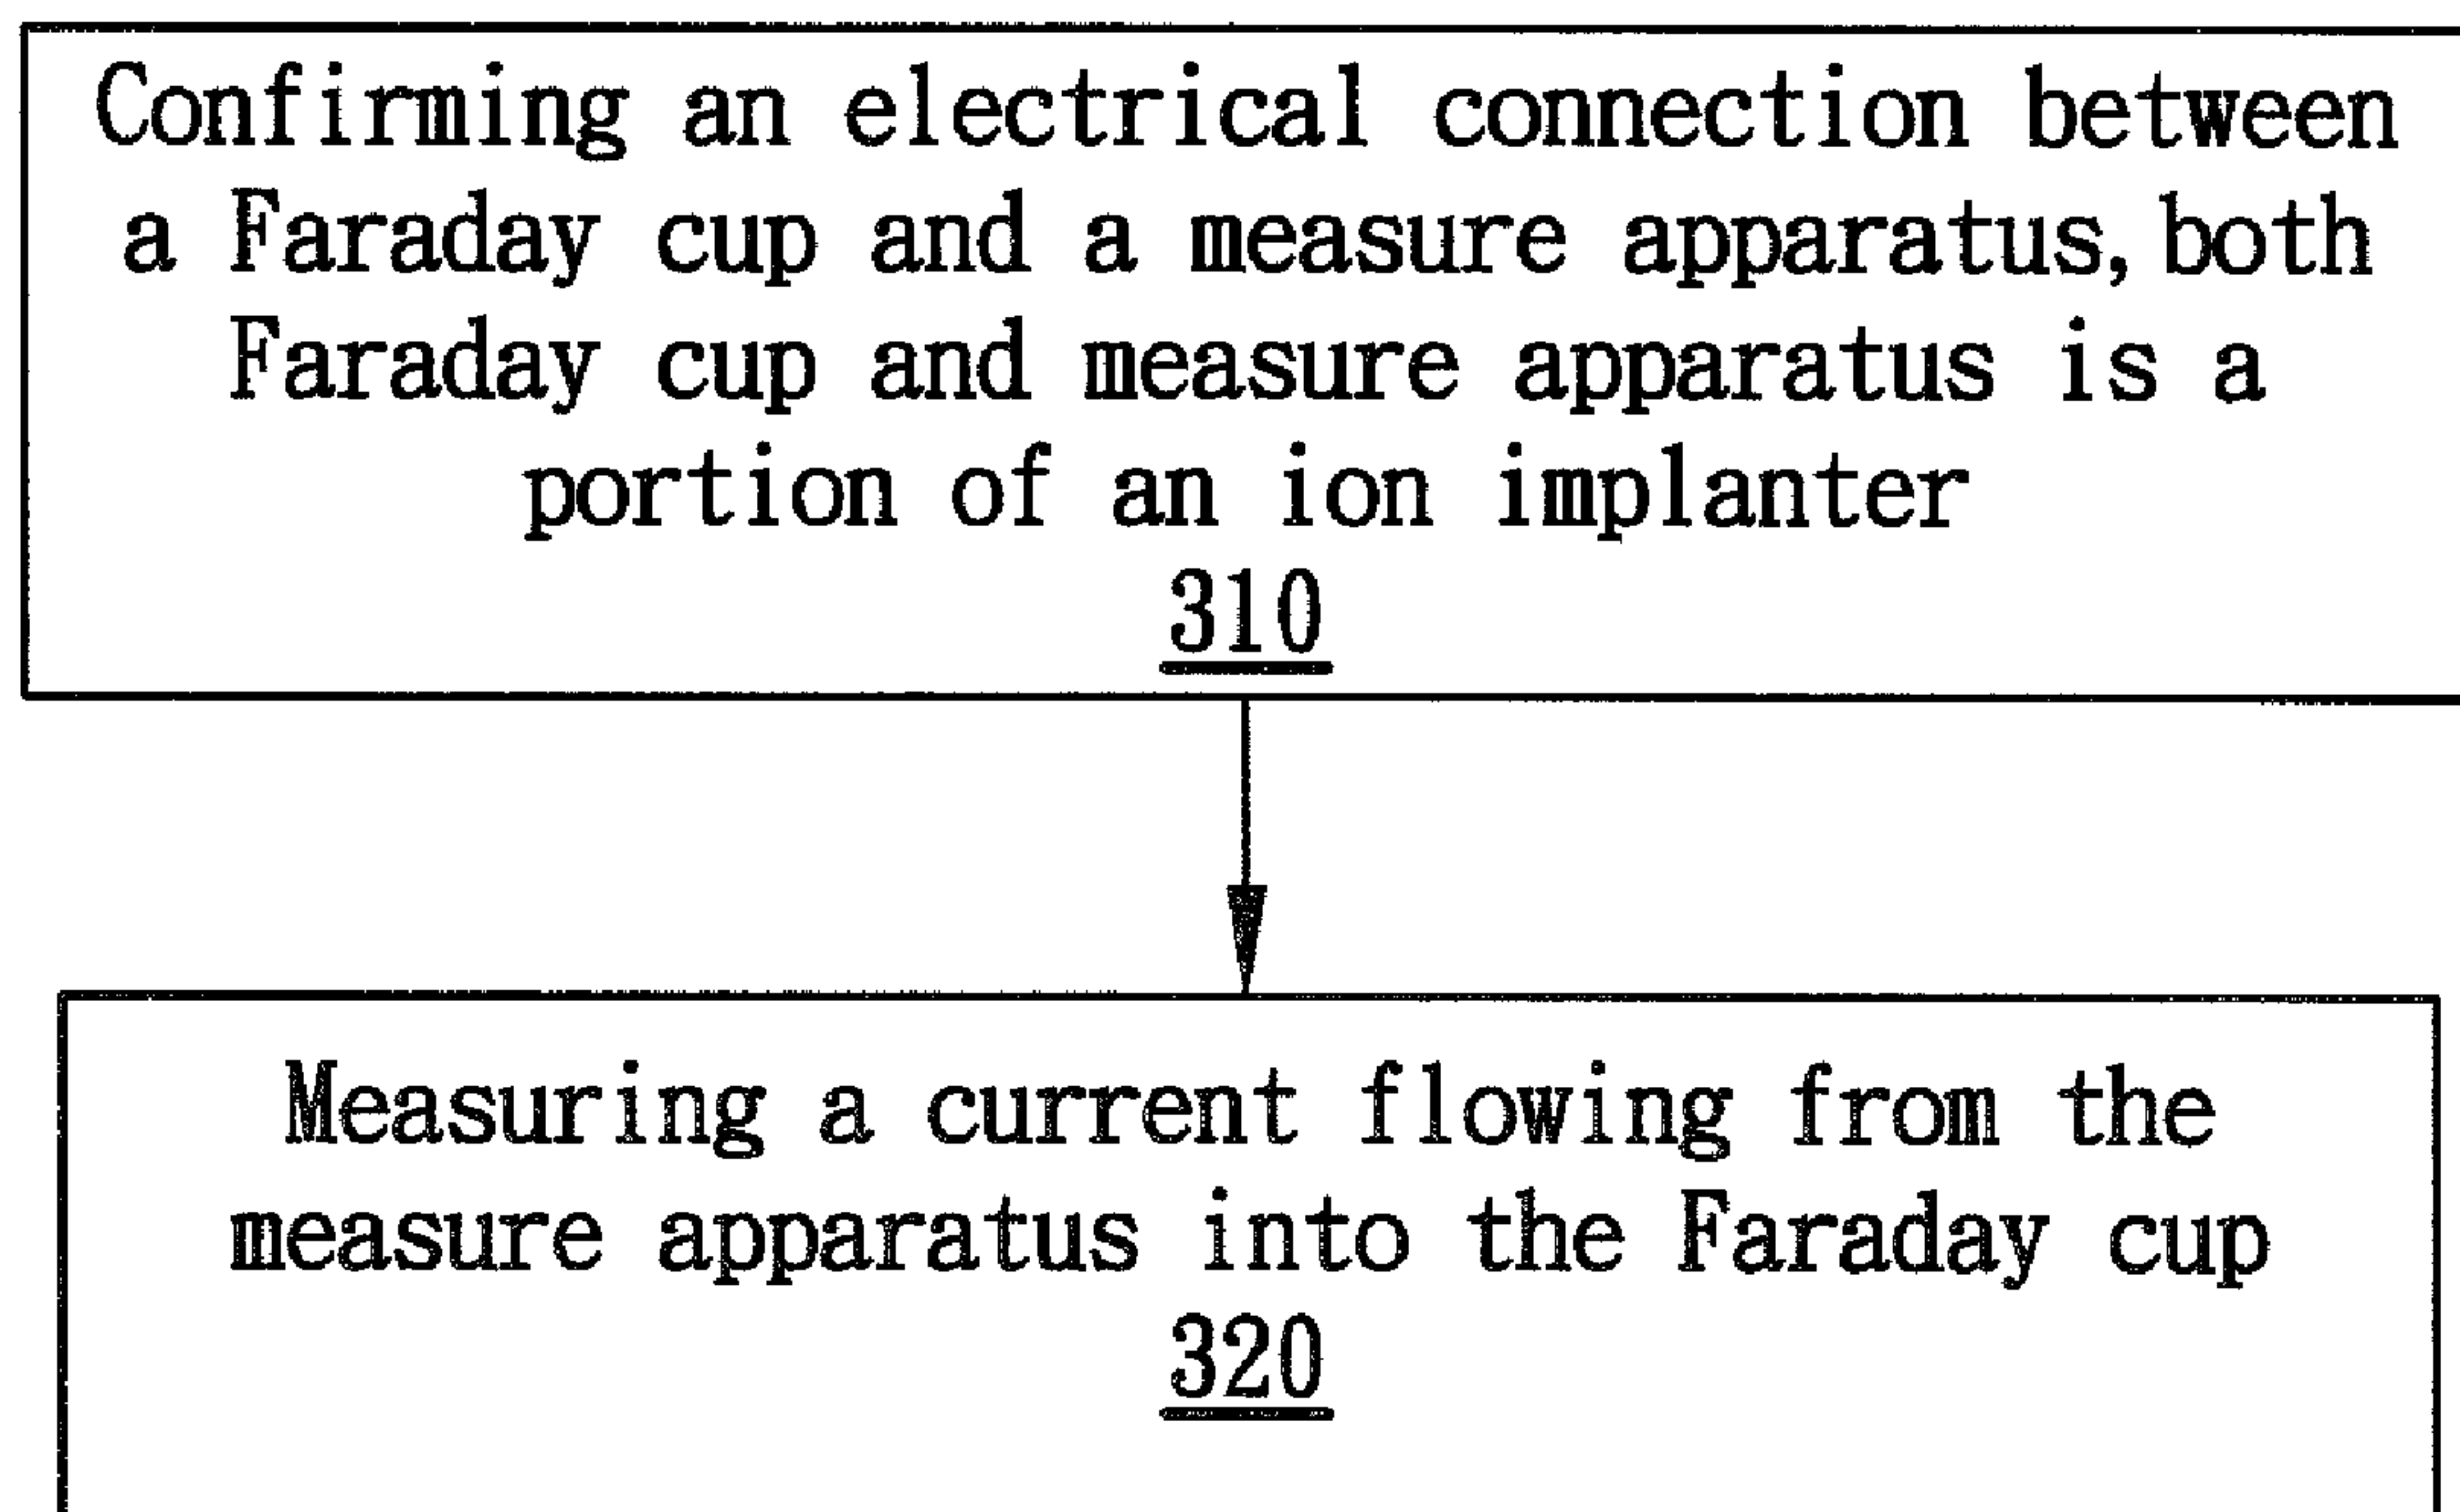 Confirming an electrical connection between
a Faraday cup and a measure apparatus, both
Faraday cup and measure apparatus is a
portion of an ion implanter
310
Measuring a current flowing from the
measure apparatus into the Faraday cup
320